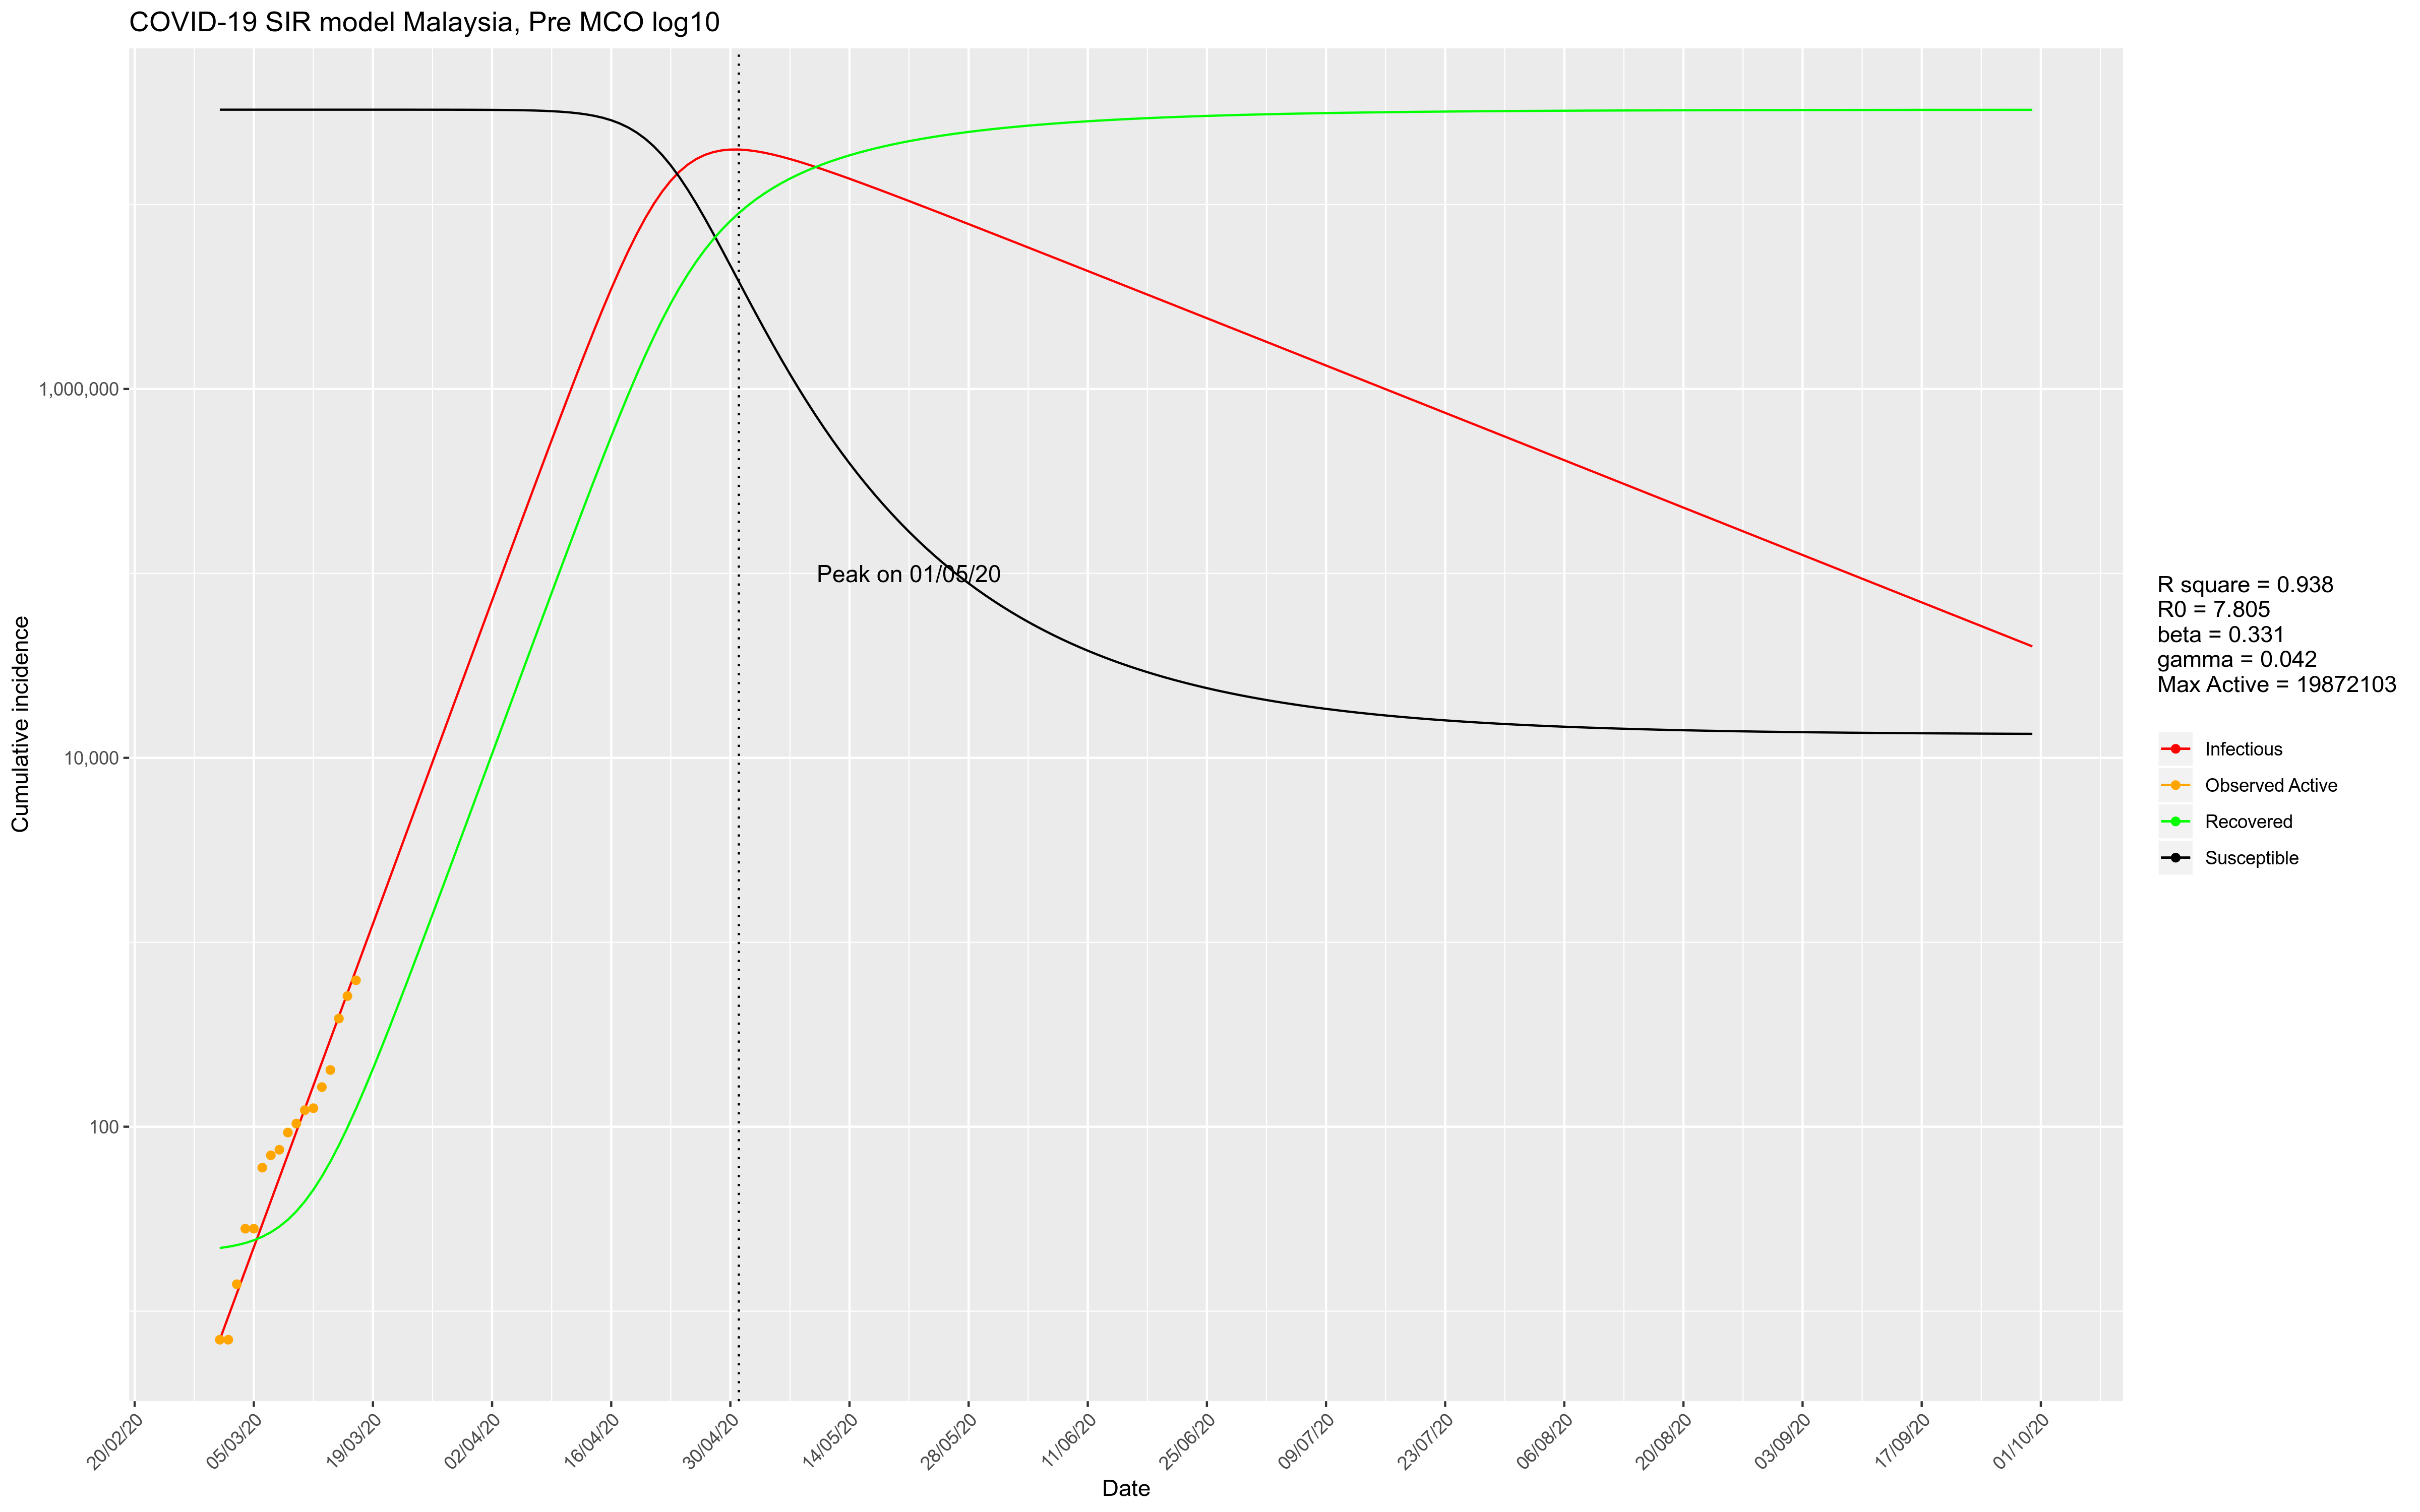 COVID-19 SIR model Malaysia, Pre MCO log10
Cumulative incidence
1,000,000
10,000
100
Peak on 01/05/20
20/02/20
05/03/20
19/03/20
02/04/20
16/04/20
30/04/20
14/05/20
28/05/20
11/06/20
25/06/20
09/07/20
23/07/20
06/08/20
20/08/20
03/09/20
17/09/20
01/10/20
Date
R square = 0.938
R0 = 7.805
beta = 0.331
gamma = 0.042
Max Active = 19872103
Infectious
Observed Active
Recovered
Susceptible